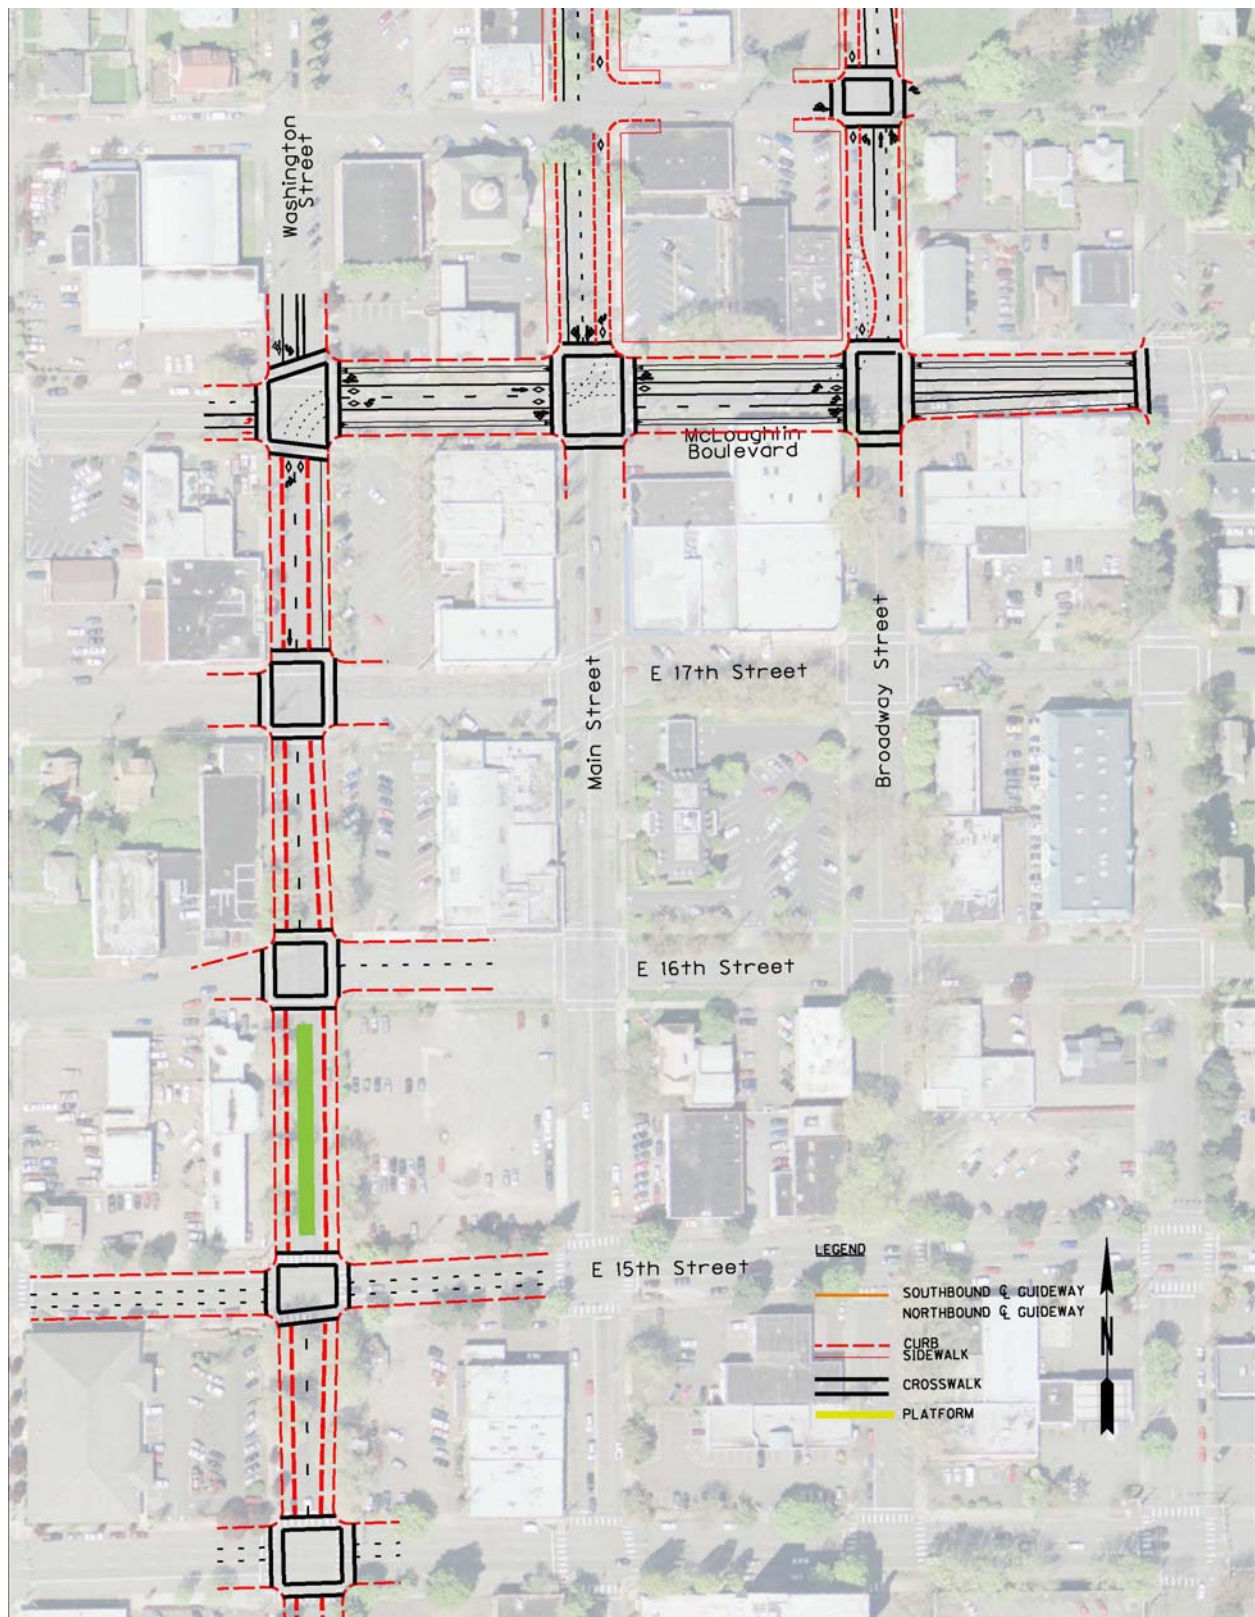 Washington
Street
McLoughlin
Boulevard
E 17th Street
Main Street
Broadway Street
E 16th Street
E 15th Street
LEGEND
SOUTHBOUND ℄ GUIDEWAY
NORTHBOUND ℄ GUIDEWAY
CURB
SIDEWALK
CROSSWALK
PLATFORM
N